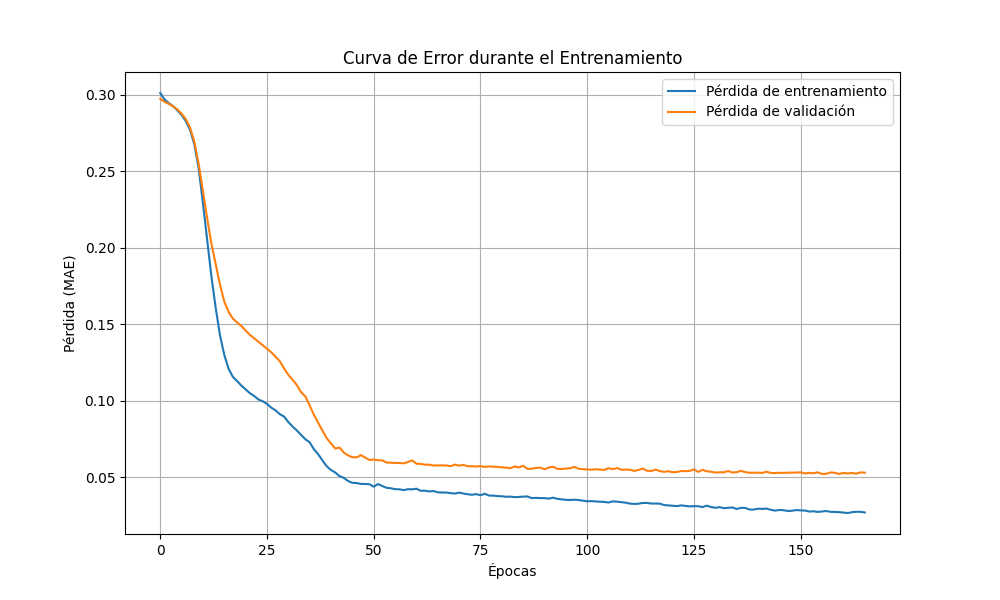 Curva de Error durante el Entrenamiento
Pérdida de entrenamiento
Pérdida de validación
Pérdida (MAE)
0.30
0.25
0.20
0.15
0.10
0.05
0 25 50 75 100 125 150
Épocas